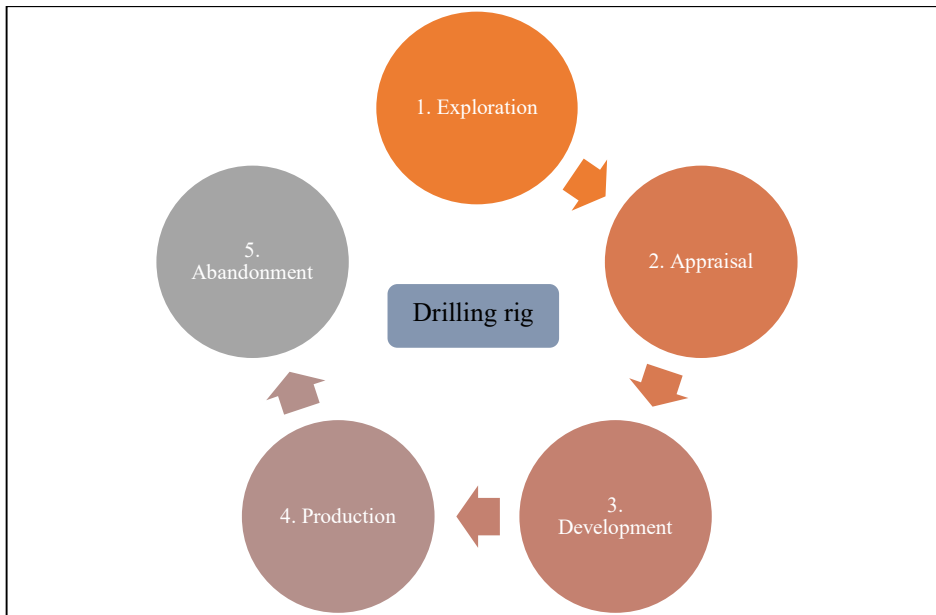 1. Exploration
2. Appraisal
3.
Development
4. Production
5.
Abandonment
Drilling rig